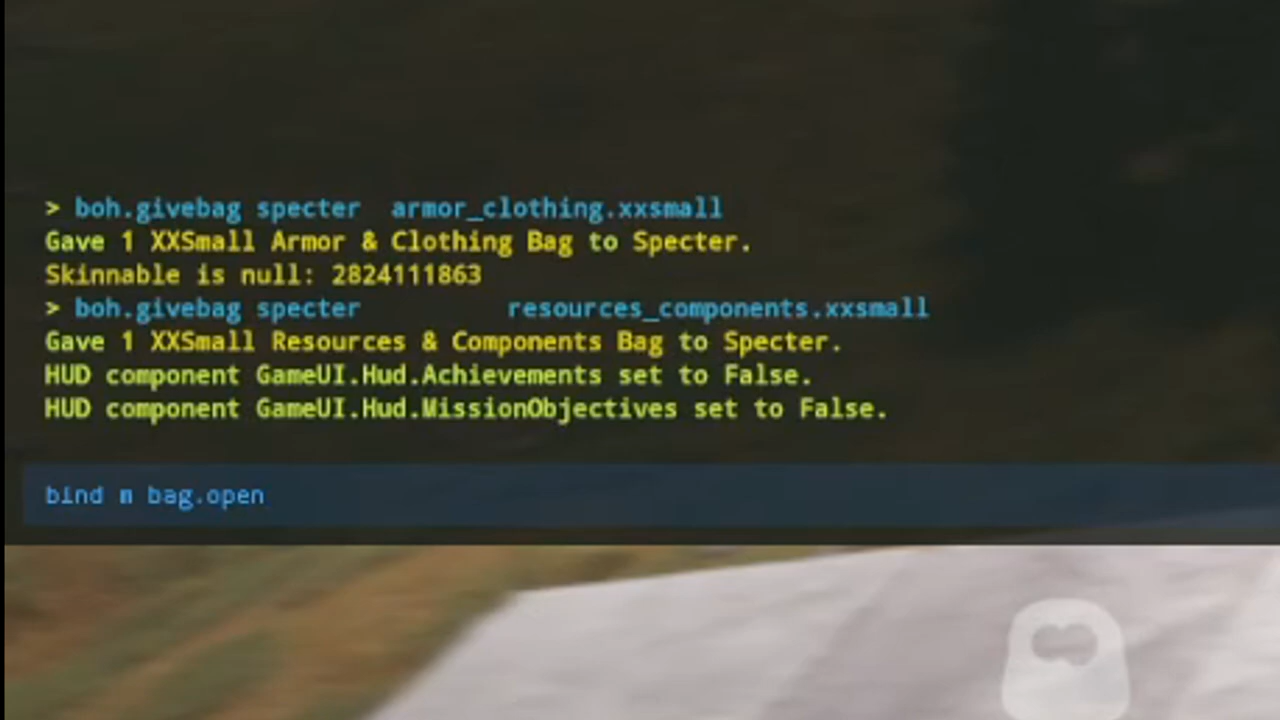 > boh.givebag specter  armor_clothing.xxsmall
Gave 1 XXSmall Armor & Clothing Bag to Specter.
Skinnable is null: 2824111863
> boh.givebag specter          resources_components.xxsmall
Gave 1 XXSmall Resources & Components Bag to Specter.
HUD component GameUI.Hud.Achievements set to False.
HUD component GameUI.Hud.MissionObjectives set to False.
bind m bag.open